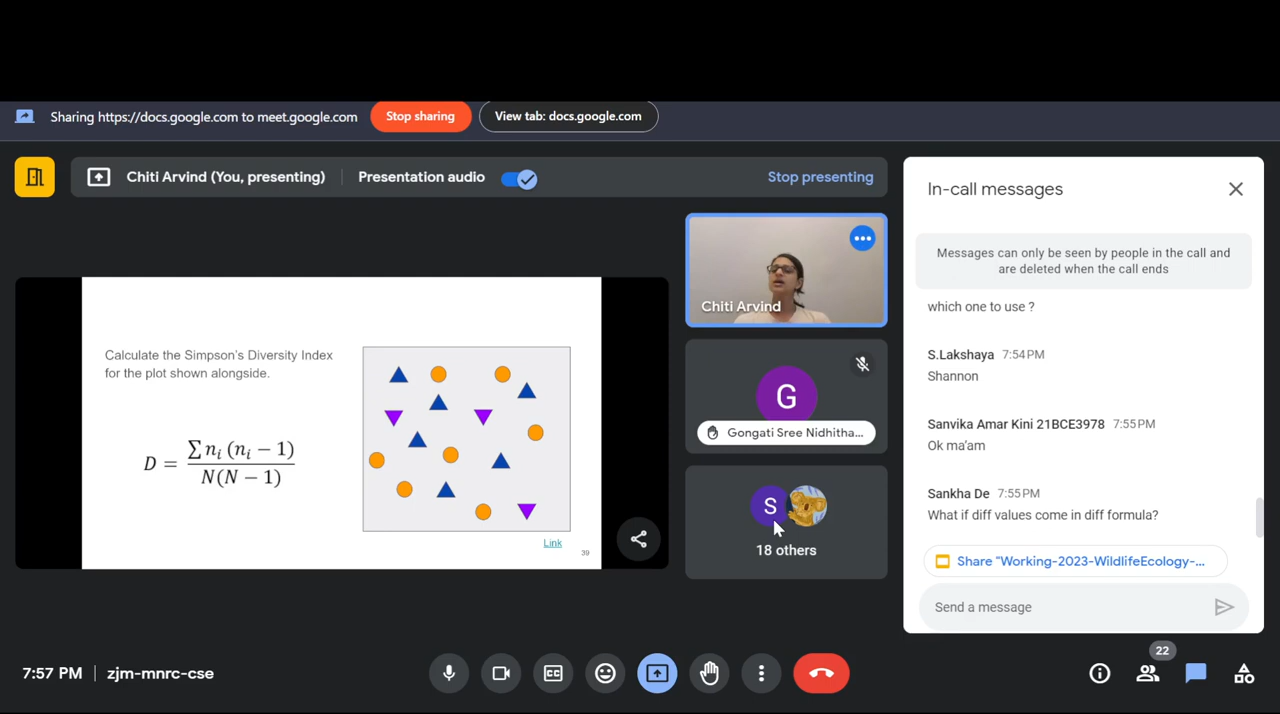 Sharing https://docs.google.com to meet.google.com
Stop sharing
View tab: docs.google.com
Chiti Arvind (You, presenting)
Presentation audio
Stop presenting
Calculate the Simpson's Diversity Index
for the plot shown alongside.
D = ∑ nᵢ (nᵢ − 1)
N(N − 1)
Link
39
Chiti Arvind
G
Gongati Sree Nidhitha...
S
18 others
In-call messages
Messages can only be seen by people in the call and
are deleted when the call ends
which one to use ?
S.Lakshaya 7:54 PM
Shannon
Sanvika Amar Kini 21BCE3978 7:55 PM
Ok ma'am
Sankha De 7:55 PM
What if diff values come in diff formula?
Share "Working-2023-WildlifeEcology-...
Send a message
7:57 PM
zjm-mnrc-cse
CC
22